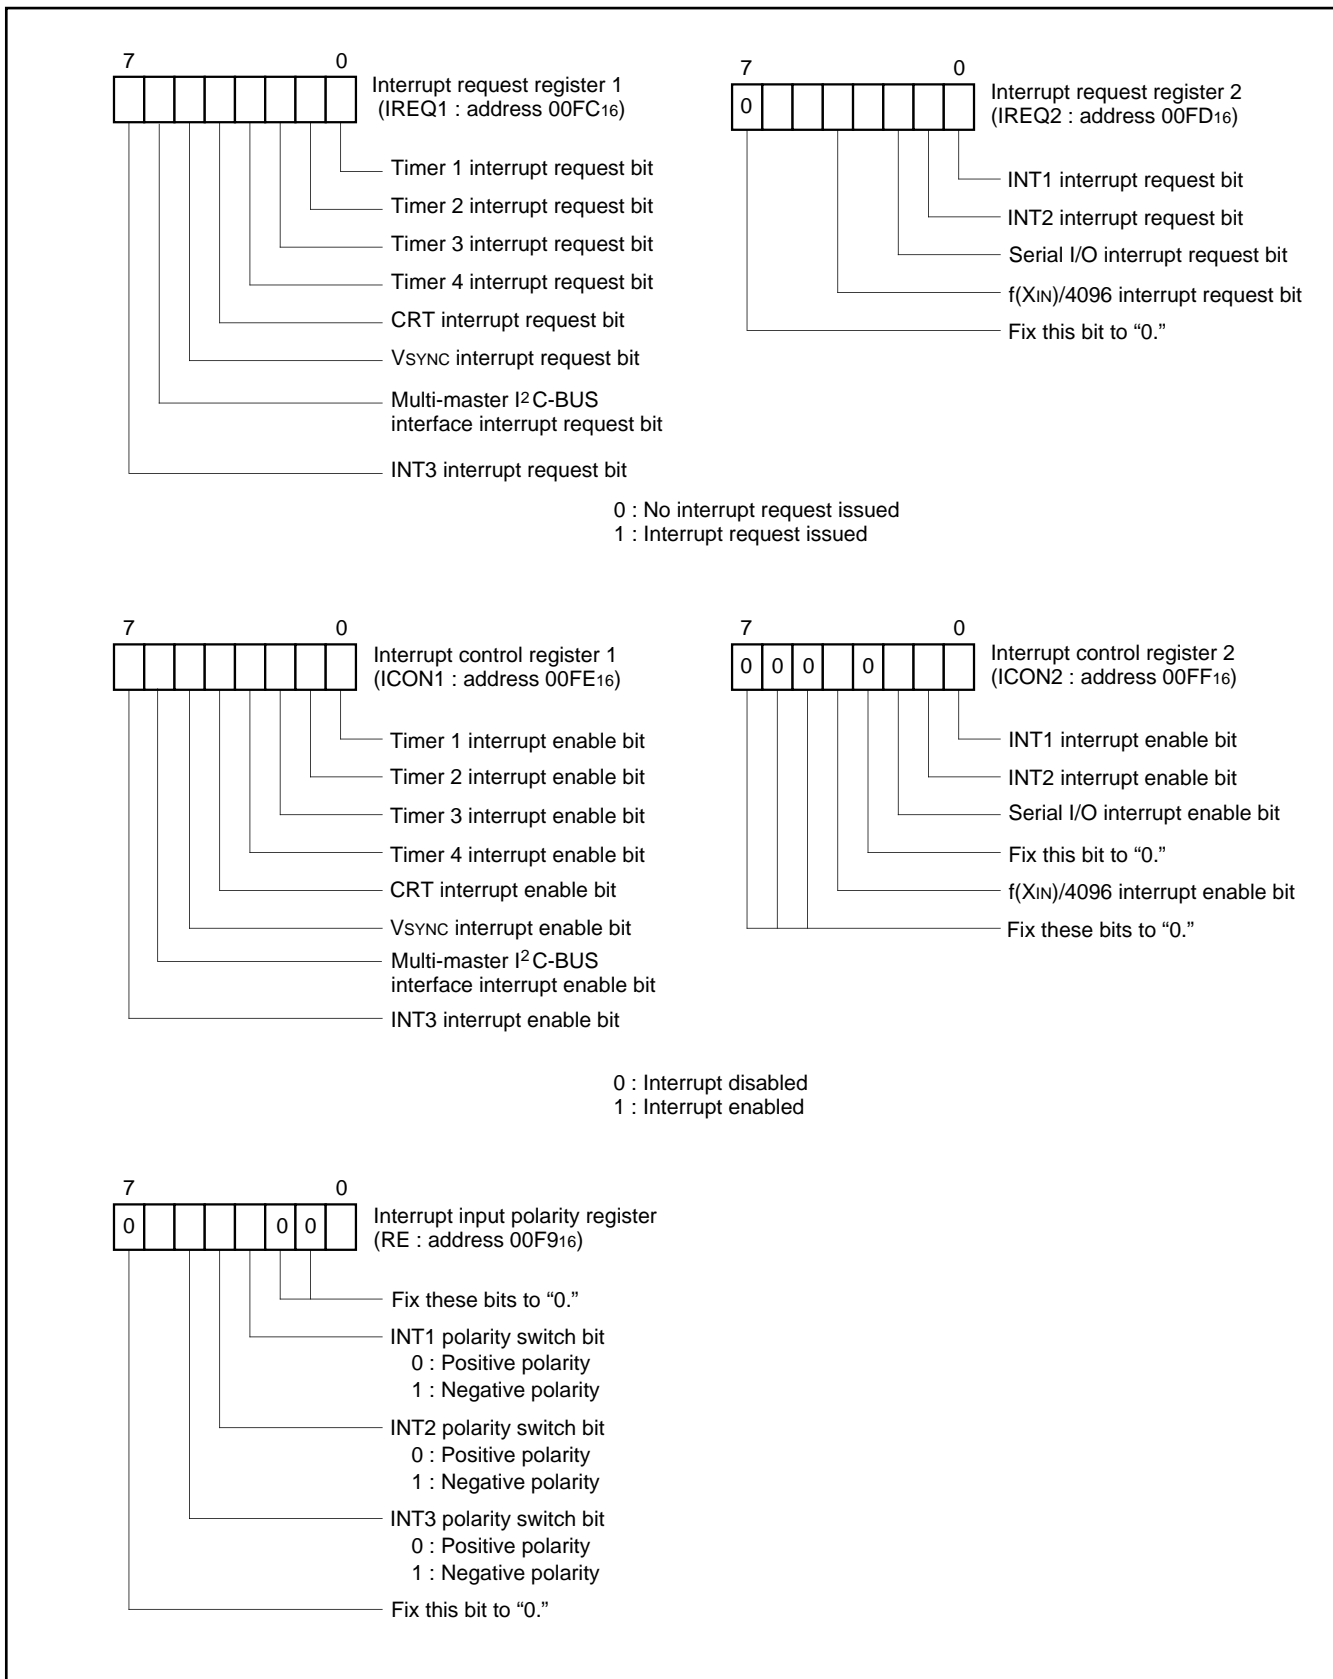 7 0
Interrupt request register 1
(IREQ1 : address 00FC16)
Timer 1 interrupt request bit
Timer 2 interrupt request bit
Timer 3 interrupt request bit
Timer 4 interrupt request bit
CRT interrupt request bit
VSYNC interrupt request bit
Multi-master I2C-BUS
interface interrupt request bit
INT3 interrupt request bit
7 0
0
Interrupt request register 2
(IREQ2 : address 00FD16)
INT1 interrupt request bit
INT2 interrupt request bit
Serial I/O interrupt request bit
f(XIN)/4096 interrupt request bit
Fix this bit to “0.”
0 : No interrupt request issued
1 : Interrupt request issued
7 0
Interrupt control register 1
(ICON1 : address 00FE16)
Timer 1 interrupt enable bit
Timer 2 interrupt enable bit
Timer 3 interrupt enable bit
Timer 4 interrupt enable bit
CRT interrupt enable bit
VSYNC interrupt enable bit
Multi-master I2C-BUS
interface interrupt enable bit
INT3 interrupt enable bit
7 0
0 0 0 0
Interrupt control register 2
(ICON2 : address 00FF16)
INT1 interrupt enable bit
INT2 interrupt enable bit
Serial I/O interrupt enable bit
Fix this bit to “0.”
f(XIN)/4096 interrupt enable bit
Fix these bits to “0.”
0 : Interrupt disabled
1 : Interrupt enabled
7 0
0 0 0
Interrupt input polarity register
(RE : address 00F916)
Fix these bits to “0.”
INT1 polarity switch bit
0 : Positive polarity
1 : Negative polarity
INT2 polarity switch bit
0 : Positive polarity
1 : Negative polarity
INT3 polarity switch bit
0 : Positive polarity
1 : Negative polarity
Fix this bit to “0.”